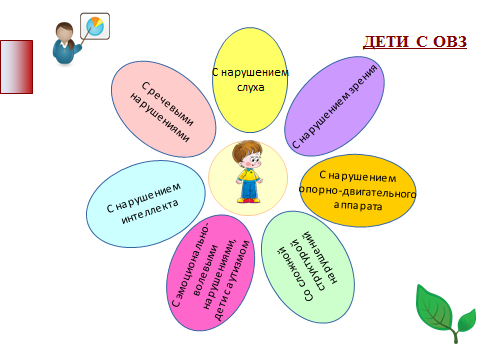 ДЕТИ С ОВЗ
С нарушением
слуха
С нарушением зрения
С нарушением
опорно-двигательного
аппарата
Со сложной
структурой
нарушений
С эмоционально-
волевыми
нарушениями,
дети с аутизмом
С нарушением
интеллекта
С речевыми
нарушениями